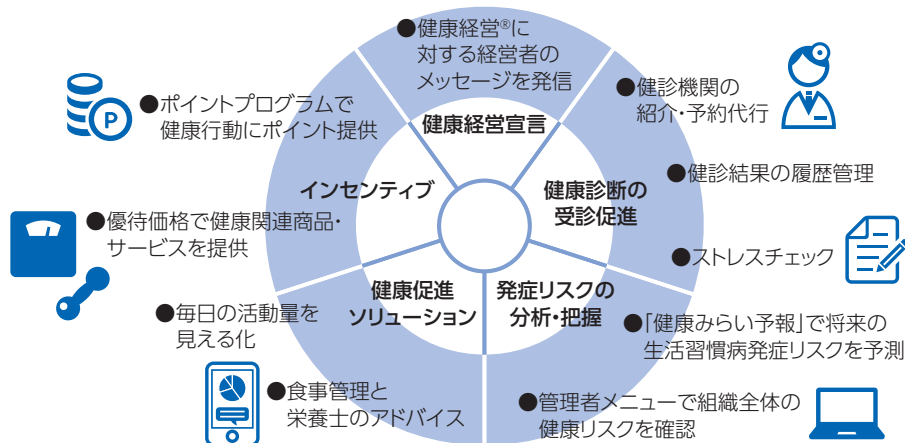 ●健康経営®に
対する経営者の
メッセージを発信
健康経営宣言
●健診機関の
紹介・予約代行
●健診結果の履歴管理
●ストレスチェック
健康診断の
受診促進
●「健康みらい予報」で将来の
生活習慣病発症リスクを予測
●管理者メニューで組織全体の
健康リスクを確認
発症リスクの
分析・把握
●毎日の活動量を
見える化
●食事管理と
栄養士のアドバイス
健康促進
ソリューション
P
●ポイントプログラムで
健康行動にポイント提供
●優待価格で健康関連商品・
サービスを提供
インセンティブ